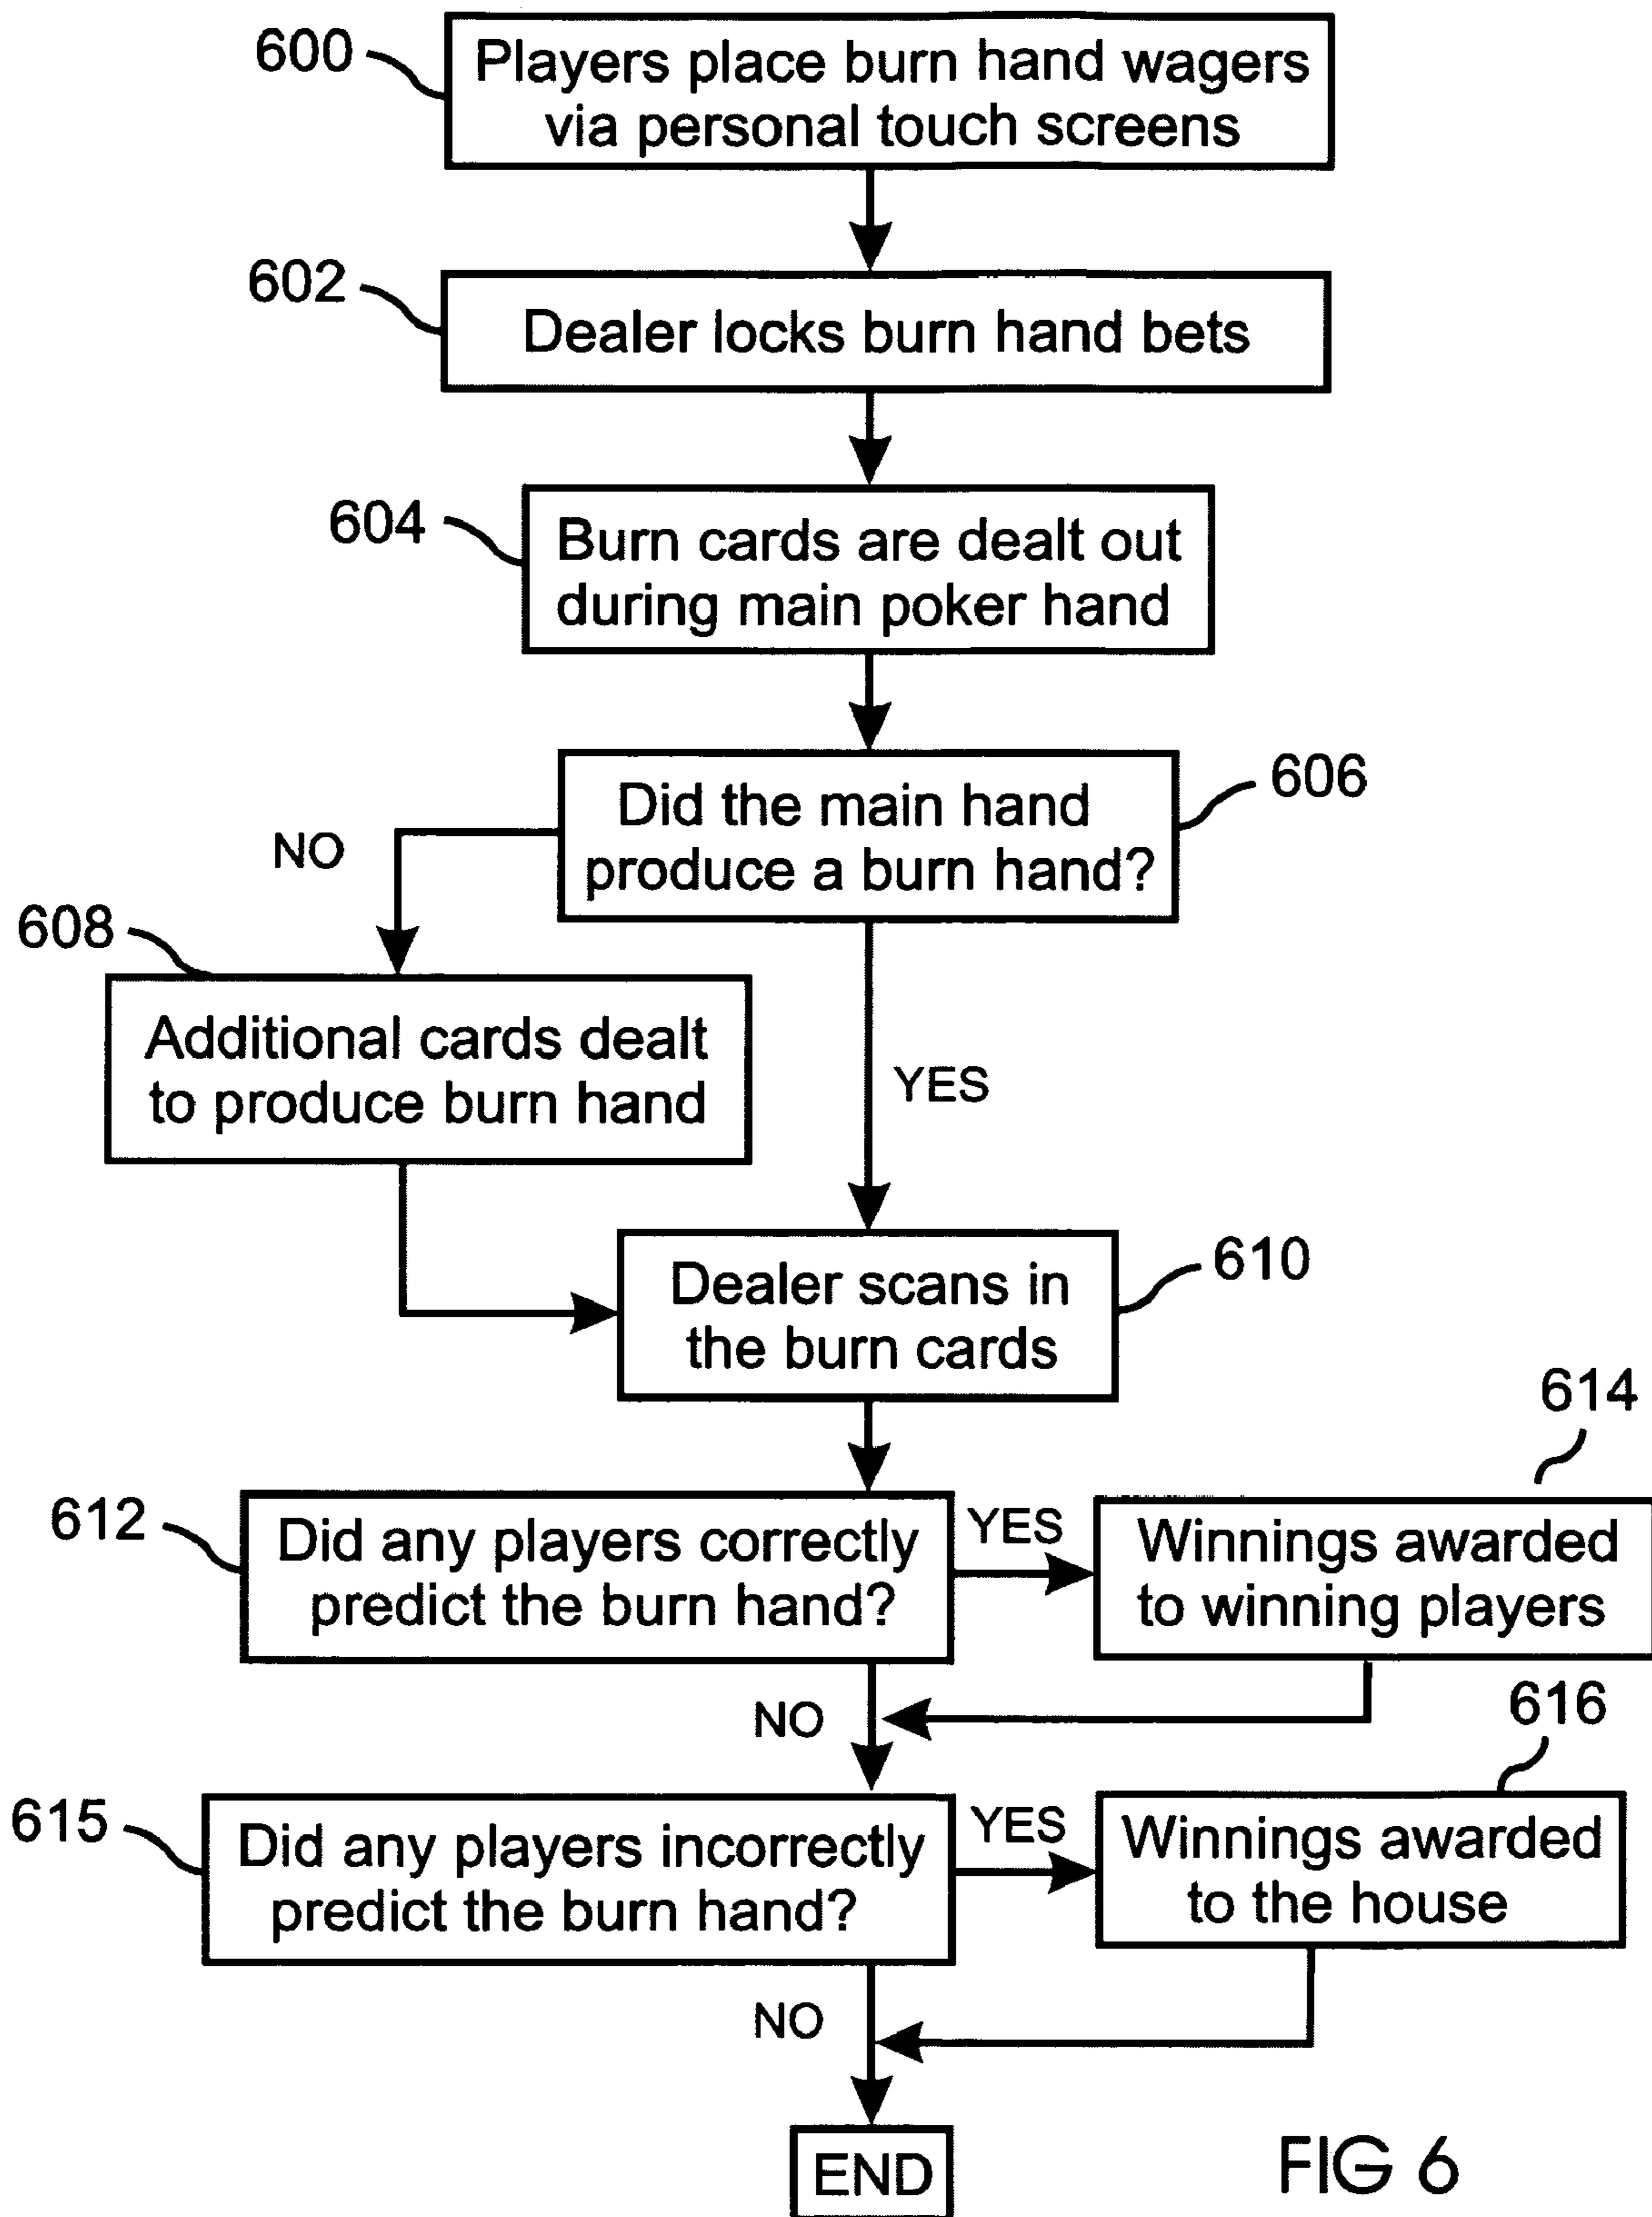 600
Players place burn hand wagers
via personal touch screens
602
Dealer locks burn hand bets
604
Burn cards are dealt out
during main poker hand
606
Did the main hand
produce a burn hand?
NO
608
Additional cards dealt
to produce burn hand
YES
610
Dealer scans in
the burn cards
614
612
Did any players correctly
predict the burn hand?
YES
Winnings awarded
to winning players
NO
616
615
Did any players incorrectly
predict the burn hand?
YES
Winnings awarded
to the house
NO
END
FIG 6